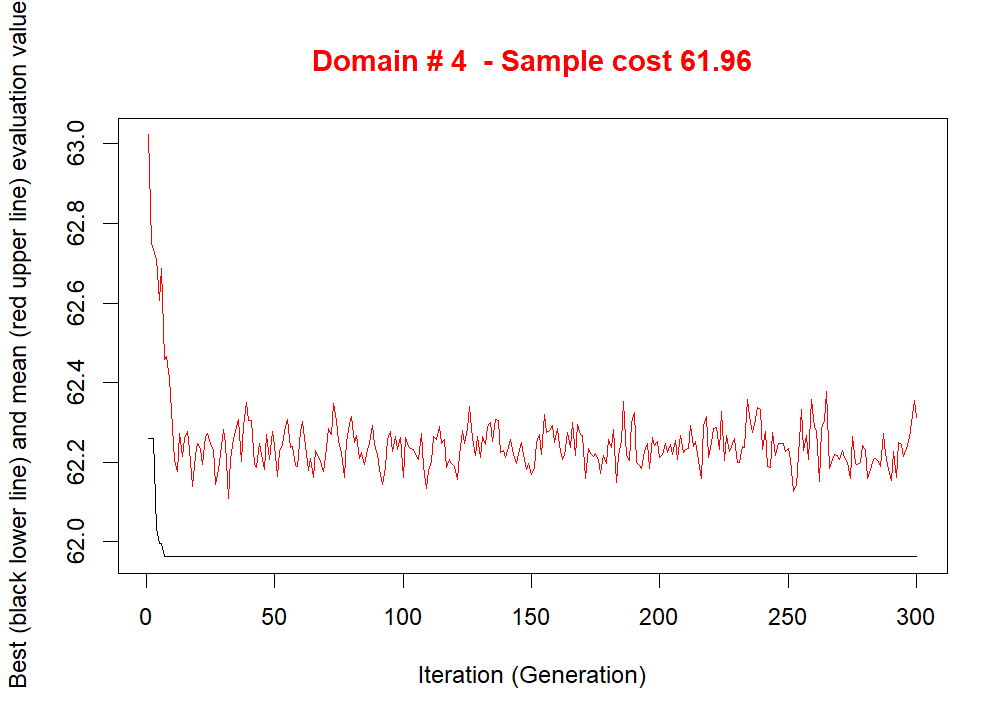 Domain # 4  - Sample cost 61.96
Best (black lower line) and mean (red upper line) evaluation value
63.0
62.8
62.6
62.4
62.2
62.0
0 50 100 150 200 250 300
Iteration (Generation)